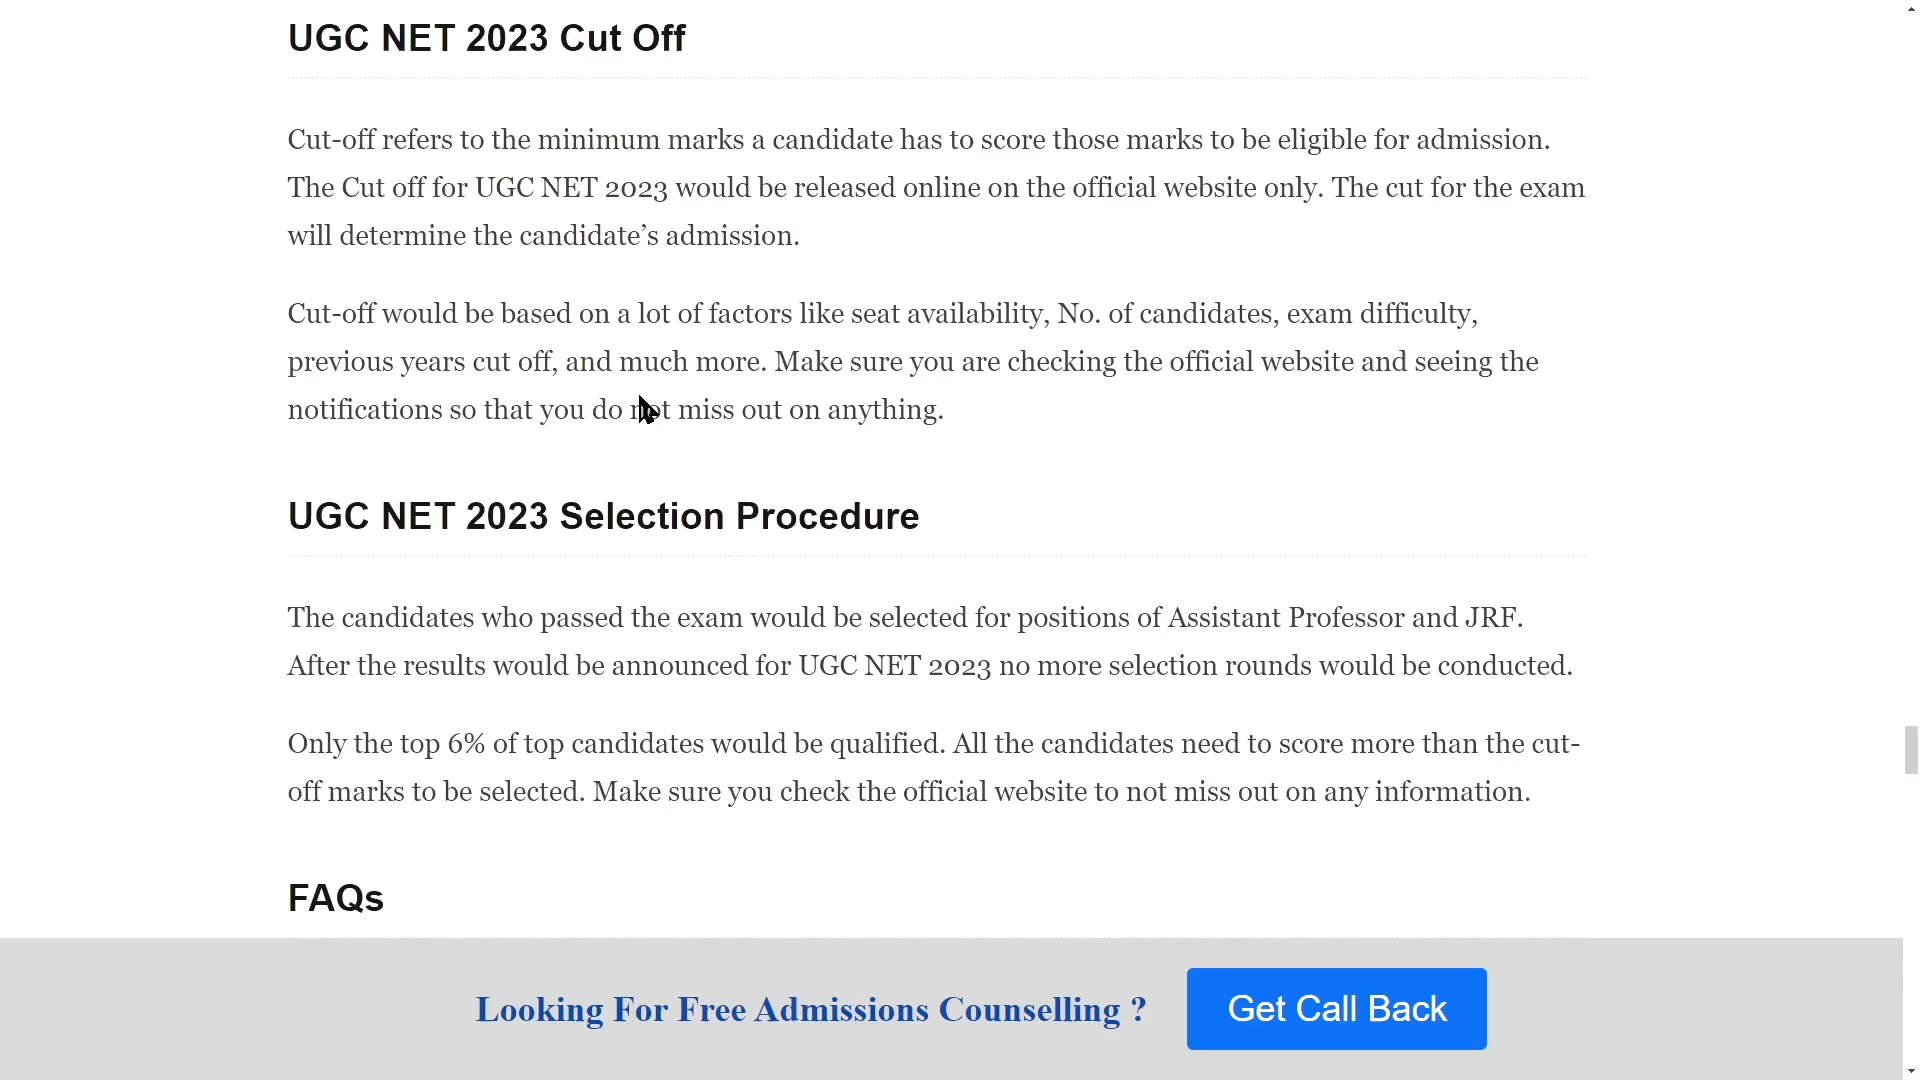 UGC NET 2023 Cut Off
Cut-off refers to the minimum marks a candidate has to score those marks to be eligible for admission.
The Cut off for UGC NET 2023 would be released online on the official website only. The cut for the exam
will determine the candidate’s admission.
Cut-off would be based on a lot of factors like seat availability, No. of candidates, exam difficulty,
previous years cut off, and much more. Make sure you are checking the official website and seeing the
notifications so that you do not miss out on anything.
UGC NET 2023 Selection Procedure
The candidates who passed the exam would be selected for positions of Assistant Professor and JRF.
After the results would be announced for UGC NET 2023 no more selection rounds would be conducted.
Only the top 6% of top candidates would be qualified. All the candidates need to score more than the cut-
off marks to be selected. Make sure you check the official website to not miss out on any information.
FAQs
Looking For Free Admissions Counselling ?
Get Call Back